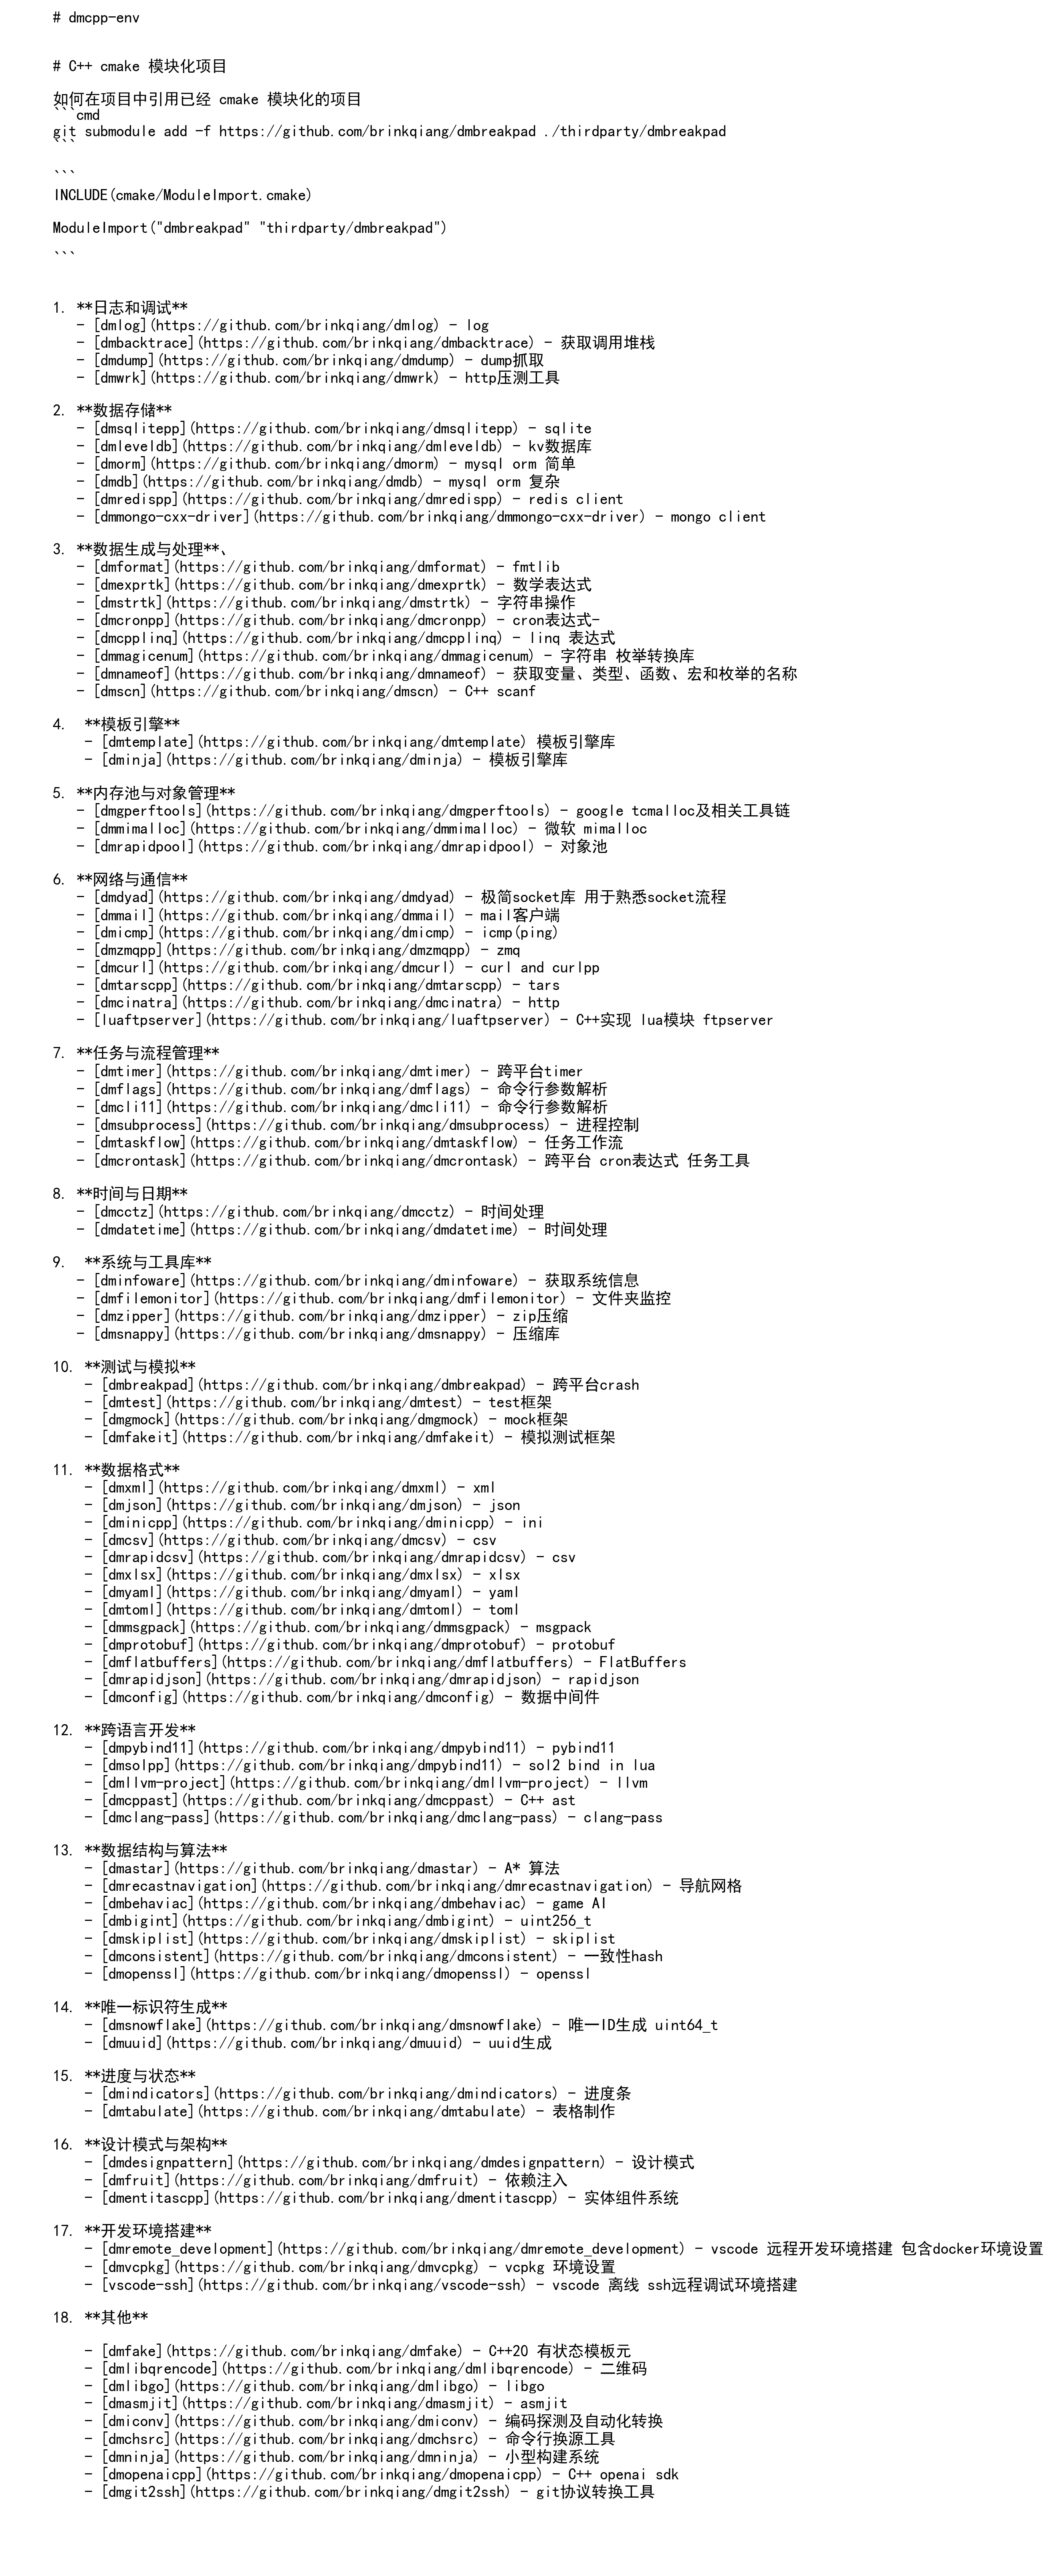 # dmcpp-env
# C++ cmake 模块化项目
如何在项目中引用已经 cmake 模块化的项目
```cmd
git submodule add -f https://github.com/brinkqiang/dmbreakpad ./thirdparty/dmbreakpad
```
```
INCLUDE(cmake/ModuleImport.cmake)
ModuleImport("dmbreakpad" "thirdparty/dmbreakpad")
```
1. **日志和调试**
- [dmlog](https://github.com/brinkqiang/dmlog) - log
- [dmbacktrace](https://github.com/brinkqiang/dmbacktrace) - 获取调用堆栈
- [dmdump](https://github.com/brinkqiang/dmdump) - dump抓取
- [dmwrk](https://github.com/brinkqiang/dmwrk) - http压测工具
2. **数据存储**
- [dmsqlitepp](https://github.com/brinkqiang/dmsqlitepp) - sqlite
- [dmleveldb](https://github.com/brinkqiang/dmleveldb) - kv数据库
- [dmorm](https://github.com/brinkqiang/dmorm) - mysql orm 简单
- [dmdb](https://github.com/brinkqiang/dmdb) - mysql orm 复杂
- [dmredispp](https://github.com/brinkqiang/dmredispp) - redis client
- [dmmongo-cxx-driver](https://github.com/brinkqiang/dmmongo-cxx-driver) - mongo client
3. **数据生成与处理**、
- [dmformat](https://github.com/brinkqiang/dmformat) - fmtlib
- [dmexprtk](https://github.com/brinkqiang/dmexprtk) - 数学表达式
- [dmstrtk](https://github.com/brinkqiang/dmstrtk) - 字符串操作
- [dmcronpp](https://github.com/brinkqiang/dmcronpp) - cron表达式-
- [dmcpplinq](https://github.com/brinkqiang/dmcpplinq) - linq 表达式
- [dmmagicenum](https://github.com/brinkqiang/dmmagicenum) - 字符串 枚举转换库
- [dmnameof](https://github.com/brinkqiang/dmnameof) - 获取变量、类型、函数、宏和枚举的名称
- [dmscn](https://github.com/brinkqiang/dmscn) - C++ scanf
4.  **模板引擎**
- [dmtemplate](https://github.com/brinkqiang/dmtemplate) 模板引擎库
- [dminja](https://github.com/brinkqiang/dminja) - 模板引擎库
5. **内存池与对象管理**
- [dmgperftools](https://github.com/brinkqiang/dmgperftools) - google tcmalloc及相关工具链
- [dmmimalloc](https://github.com/brinkqiang/dmmimalloc) - 微软 mimalloc
- [dmrapidpool](https://github.com/brinkqiang/dmrapidpool) - 对象池
6. **网络与通信**
- [dmdyad](https://github.com/brinkqiang/dmdyad) - 极简socket库 用于熟悉socket流程
- [dmmail](https://github.com/brinkqiang/dmmail) - mail客户端
- [dmicmp](https://github.com/brinkqiang/dmicmp) - icmp(ping)
- [dmzmqpp](https://github.com/brinkqiang/dmzmqpp) - zmq
- [dmcurl](https://github.com/brinkqiang/dmcurl) - curl and curlpp
- [dmtarscpp](https://github.com/brinkqiang/dmtarscpp) - tars
- [dmcinatra](https://github.com/brinkqiang/dmcinatra) - http
- [luaftpserver](https://github.com/brinkqiang/luaftpserver) - C++实现 lua模块 ftpserver
7. **任务与流程管理**
- [dmtimer](https://github.com/brinkqiang/dmtimer) - 跨平台timer
- [dmflags](https://github.com/brinkqiang/dmflags) - 命令行参数解析
- [dmcli11](https://github.com/brinkqiang/dmcli11) - 命令行参数解析
- [dmsubprocess](https://github.com/brinkqiang/dmsubprocess) - 进程控制
- [dmtaskflow](https://github.com/brinkqiang/dmtaskflow) - 任务工作流
- [dmcrontask](https://github.com/brinkqiang/dmcrontask) - 跨平台 cron表达式 任务工具
8. **时间与日期**
- [dmcctz](https://github.com/brinkqiang/dmcctz) - 时间处理
- [dmdatetime](https://github.com/brinkqiang/dmdatetime) - 时间处理
9.  **系统与工具库**
- [dminfoware](https://github.com/brinkqiang/dminfoware) - 获取系统信息
- [dmfilemonitor](https://github.com/brinkqiang/dmfilemonitor) - 文件夹监控
- [dmzipper](https://github.com/brinkqiang/dmzipper) - zip压缩
- [dmsnappy](https://github.com/brinkqiang/dmsnappy) - 压缩库
10. **测试与模拟**
- [dmbreakpad](https://github.com/brinkqiang/dmbreakpad) - 跨平台crash
- [dmtest](https://github.com/brinkqiang/dmtest) - test框架
- [dmgmock](https://github.com/brinkqiang/dmgmock) - mock框架
- [dmfakeit](https://github.com/brinkqiang/dmfakeit) - 模拟测试框架
11. **数据格式**
- [dmxml](https://github.com/brinkqiang/dmxml) - xml
- [dmjson](https://github.com/brinkqiang/dmjson) - json
- [dminicpp](https://github.com/brinkqiang/dminicpp) - ini
- [dmcsv](https://github.com/brinkqiang/dmcsv) - csv
- [dmrapidcsv](https://github.com/brinkqiang/dmrapidcsv) - csv
- [dmxlsx](https://github.com/brinkqiang/dmxlsx) - xlsx
- [dmyaml](https://github.com/brinkqiang/dmyaml) - yaml
- [dmtoml](https://github.com/brinkqiang/dmtoml) - toml
- [dmmsgpack](https://github.com/brinkqiang/dmmsgpack) - msgpack
- [dmprotobuf](https://github.com/brinkqiang/dmprotobuf) - protobuf
- [dmflatbuffers](https://github.com/brinkqiang/dmflatbuffers) - FlatBuffers
- [dmrapidjson](https://github.com/brinkqiang/dmrapidjson) - rapidjson
- [dmconfig](https://github.com/brinkqiang/dmconfig) - 数据中间件
12. **跨语言开发**
- [dmpybind11](https://github.com/brinkqiang/dmpybind11) - pybind11
- [dmsolpp](https://github.com/brinkqiang/dmpybind11) - sol2 bind in lua
- [dmllvm-project](https://github.com/brinkqiang/dmllvm-project) - llvm
- [dmcppast](https://github.com/brinkqiang/dmcppast) - C++ ast
- [dmclang-pass](https://github.com/brinkqiang/dmclang-pass) - clang-pass
13. **数据结构与算法**
- [dmastar](https://github.com/brinkqiang/dmastar) - A* 算法
- [dmrecastnavigation](https://github.com/brinkqiang/dmrecastnavigation) - 导航网格
- [dmbehaviac](https://github.com/brinkqiang/dmbehaviac) - game AI
- [dmbigint](https://github.com/brinkqiang/dmbigint) - uint256_t
- [dmskiplist](https://github.com/brinkqiang/dmskiplist) - skiplist
- [dmconsistent](https://github.com/brinkqiang/dmconsistent) - 一致性hash
- [dmopenssl](https://github.com/brinkqiang/dmopenssl) - openssl
14. **唯一标识符生成**
- [dmsnowflake](https://github.com/brinkqiang/dmsnowflake) - 唯一ID生成 uint64_t
- [dmuuid](https://github.com/brinkqiang/dmuuid) - uuid生成
15. **进度与状态**
- [dmindicators](https://github.com/brinkqiang/dmindicators) - 进度条
- [dmtabulate](https://github.com/brinkqiang/dmtabulate) - 表格制作
16. **设计模式与架构**
- [dmdesignpattern](https://github.com/brinkqiang/dmdesignpattern) - 设计模式
- [dmfruit](https://github.com/brinkqiang/dmfruit) - 依赖注入
- [dmentitascpp](https://github.com/brinkqiang/dmentitascpp) - 实体组件系统
17. **开发环境搭建**
- [dmremote_development](https://github.com/brinkqiang/dmremote_development) - vscode 远程开发环境搭建 包含docker环境设置
- [dmvcpkg](https://github.com/brinkqiang/dmvcpkg) - vcpkg 环境设置
- [vscode-ssh](https://github.com/brinkqiang/vscode-ssh) - vscode 离线 ssh远程调试环境搭建
18. **其他**
- [dmfake](https://github.com/brinkqiang/dmfake) - C++20 有状态模板元
- [dmlibqrencode](https://github.com/brinkqiang/dmlibqrencode) - 二维码
- [dmlibgo](https://github.com/brinkqiang/dmlibgo) - libgo
- [dmasmjit](https://github.com/brinkqiang/dmasmjit) - asmjit
- [dmiconv](https://github.com/brinkqiang/dmiconv) - 编码探测及自动化转换
- [dmchsrc](https://github.com/brinkqiang/dmchsrc) - 命令行换源工具
- [dmninja](https://github.com/brinkqiang/dmninja) - 小型构建系统
- [dmopenaicpp](https://github.com/brinkqiang/dmopenaicpp) - C++ openai sdk
- [dmgit2ssh](https://github.com/brinkqiang/dmgit2ssh) - git协议转换工具